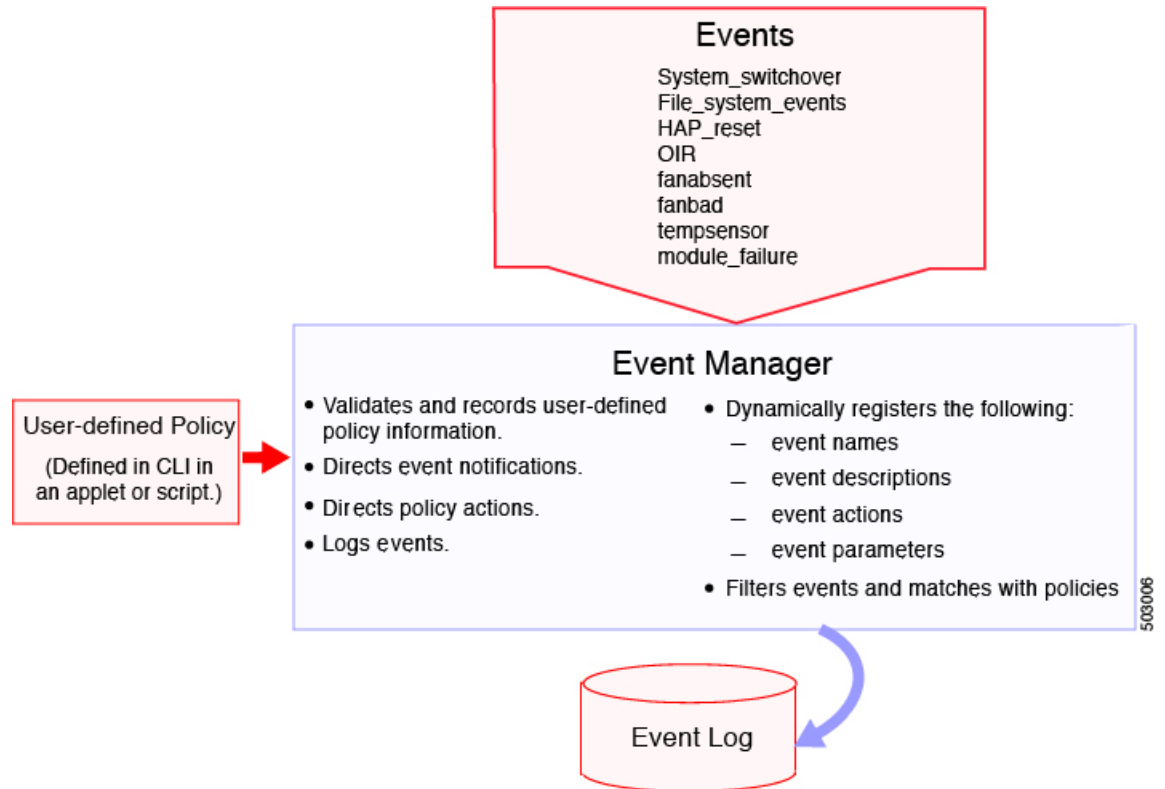 Events
System_switchover
File_system_events
HAP_reset
OIR
fanabsent
fanbad
tempsensor
module_failure
User-defined Policy
(Defined in CLI in
an applet or script.)
Event Manager
• Validates and records user-defined
policy information.
• Directs event notifications.
• Directs policy actions.
• Logs events.
• Dynamically registers the following:
– event names
– event descriptions
– event actions
– event parameters
• Filters events and matches with policies
503006
Event Log